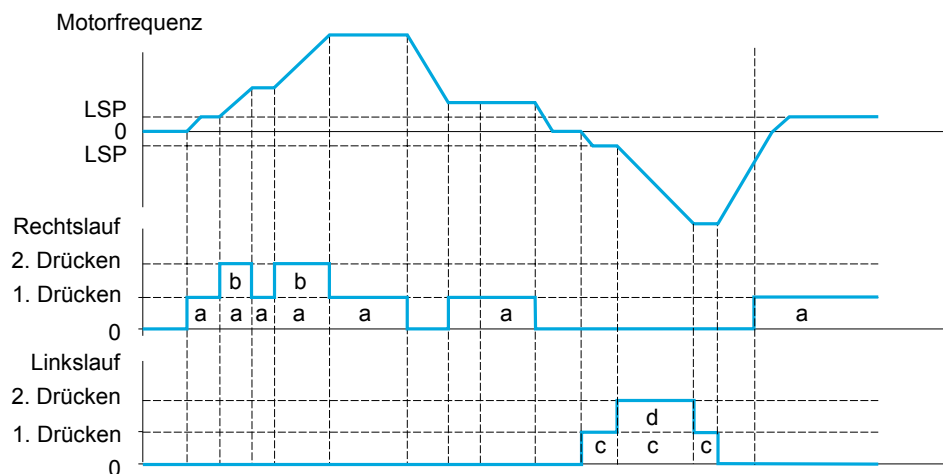 Motorfrequenz
LSP
0
LSP
Rechtslauf
2. Drücken
b b
1. Drücken
a a a a a a a
0
Linkslauf
2. Drücken
d
1. Drücken
c c c
0